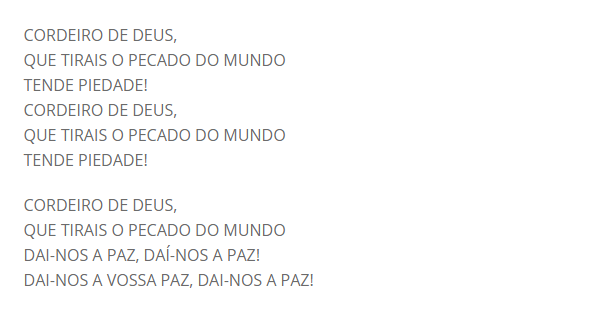 CORDEIRO DE DEUS,
QUE TIRAIS O PECADO DO MUNDO
TENDE PIEDADE!
CORDEIRO DE DEUS,
QUE TIRAIS O PECADO DO MUNDO
TENDE PIEDADE!
CORDEIRO DE DEUS,
QUE TIRAIS O PECADO DO MUNDO
DAI-NOS A PAZ, DAÍ-NOS A PAZ!
DAI-NOS A VOSSA PAZ, DAI-NOS A PAZ!